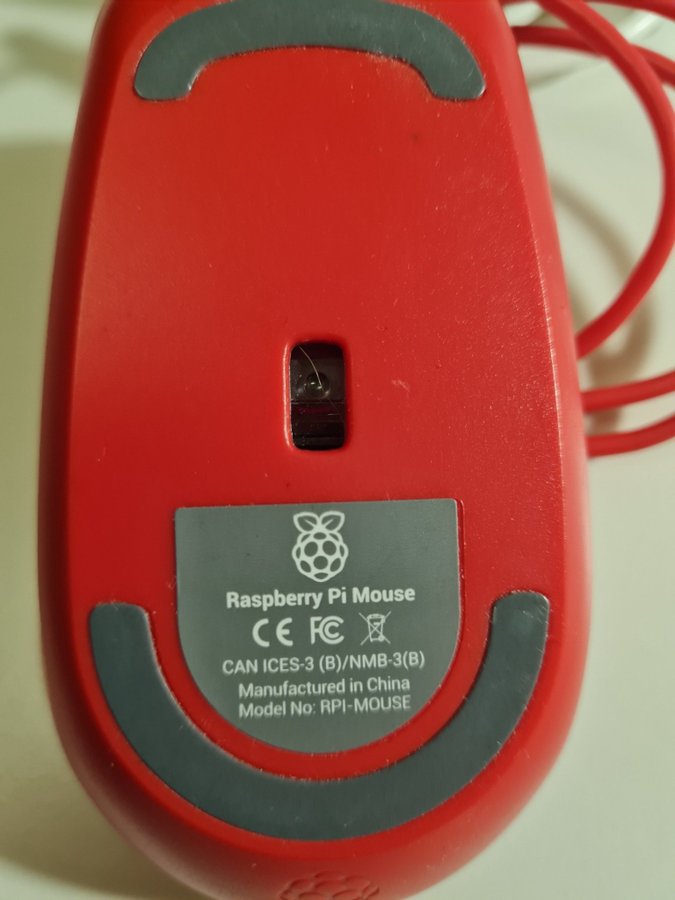 Raspberry Pi Mouse
CE FC
CAN ICES-3 (B)/NMB-3(B)
Manufactured in China
Model No: RPI-MOUSE